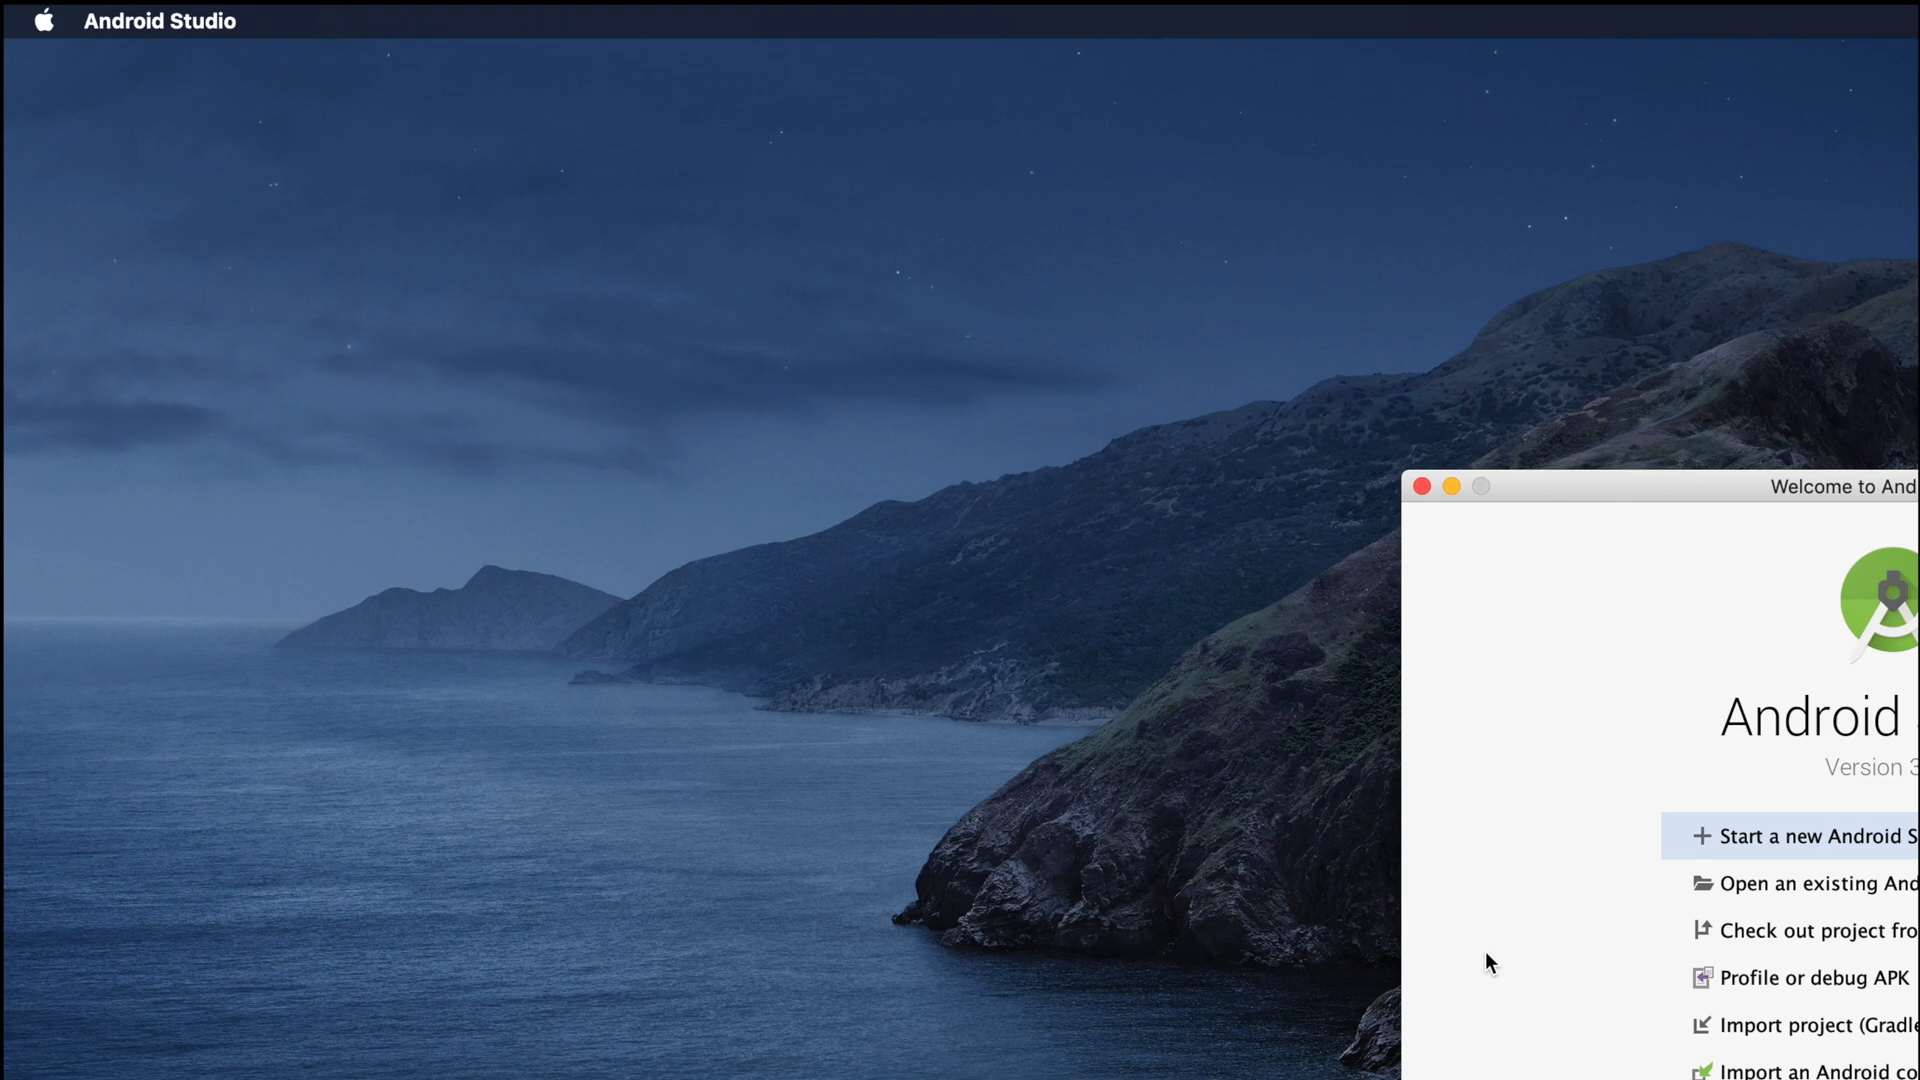 Android Studio
Welcome to And
Android
Version 3
Start a new Android S
Open an existing And
Check out project fro
Profile or debug APK
Import project (Gradle
Import an Android co